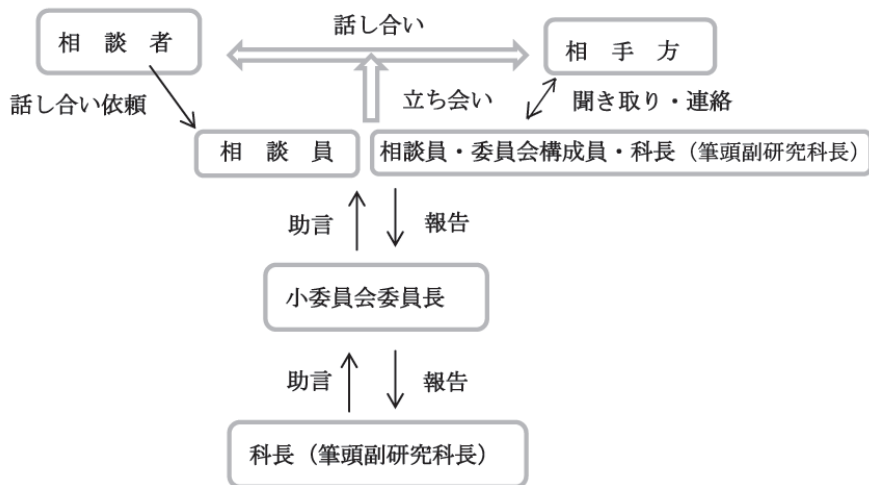 話し合い
相　談　者
相　手　方
話し合い依頼
立ち会い
聞き取り・連絡
相　談　員
相談員・委員会構成員・科長（筆頭副研究科長）
助言
報告
小委員会委員長
助言
報告
科長（筆頭副研究科長）